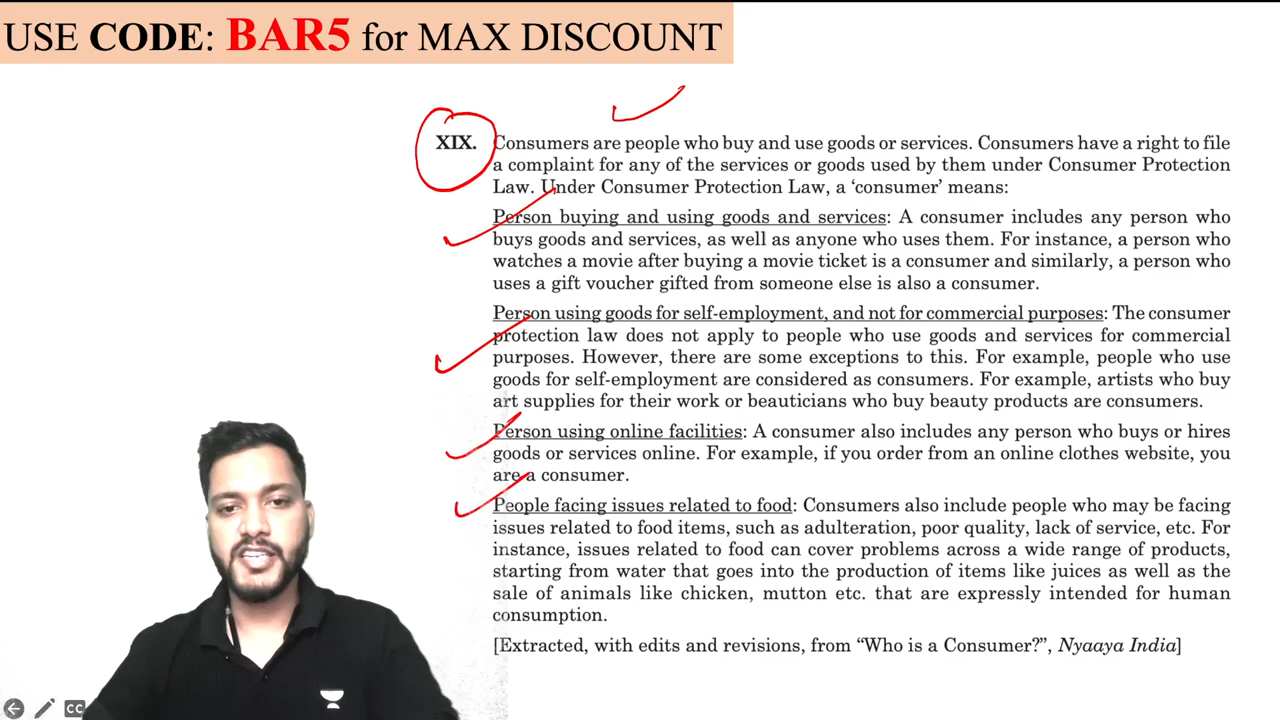 USE CODE: BAR5 for MAX DISCOUNT
XIX. Consumers are people who buy and use goods or services. Consumers have a right to file
a complaint for any of the services or goods used by them under Consumer Protection
Law. Under Consumer Protection Law, a ‘consumer’ means:
Person buying and using goods and services: A consumer includes any person who
buys goods and services, as well as anyone who uses them. For instance, a person who
watches a movie after buying a movie ticket is a consumer and similarly, a person who
uses a gift voucher gifted from someone else is also a consumer.
Person using goods for self-employment, and not for commercial purposes: The consumer
protection law does not apply to people who use goods and services for commercial
purposes. However, there are some exceptions to this. For example, people who use
goods for self-employment are considered as consumers. For example, artists who buy
art supplies for their work or beauticians who buy beauty products are consumers.
Person using online facilities: A consumer also includes any person who buys or hires
goods or services online. For example, if you order from an online clothes website, you
are a consumer.
People facing issues related to food: Consumers also include people who may be facing
issues related to food items, such as adulteration, poor quality, lack of service, etc. For
instance, issues related to food can cover problems across a wide range of products,
starting from water that goes into the production of items like juices as well as the
sale of animals like chicken, mutton etc. that are expressly intended for human
consumption.
[Extracted, with edits and revisions, from “Who is a Consumer?”, Nyaaya India]
CC